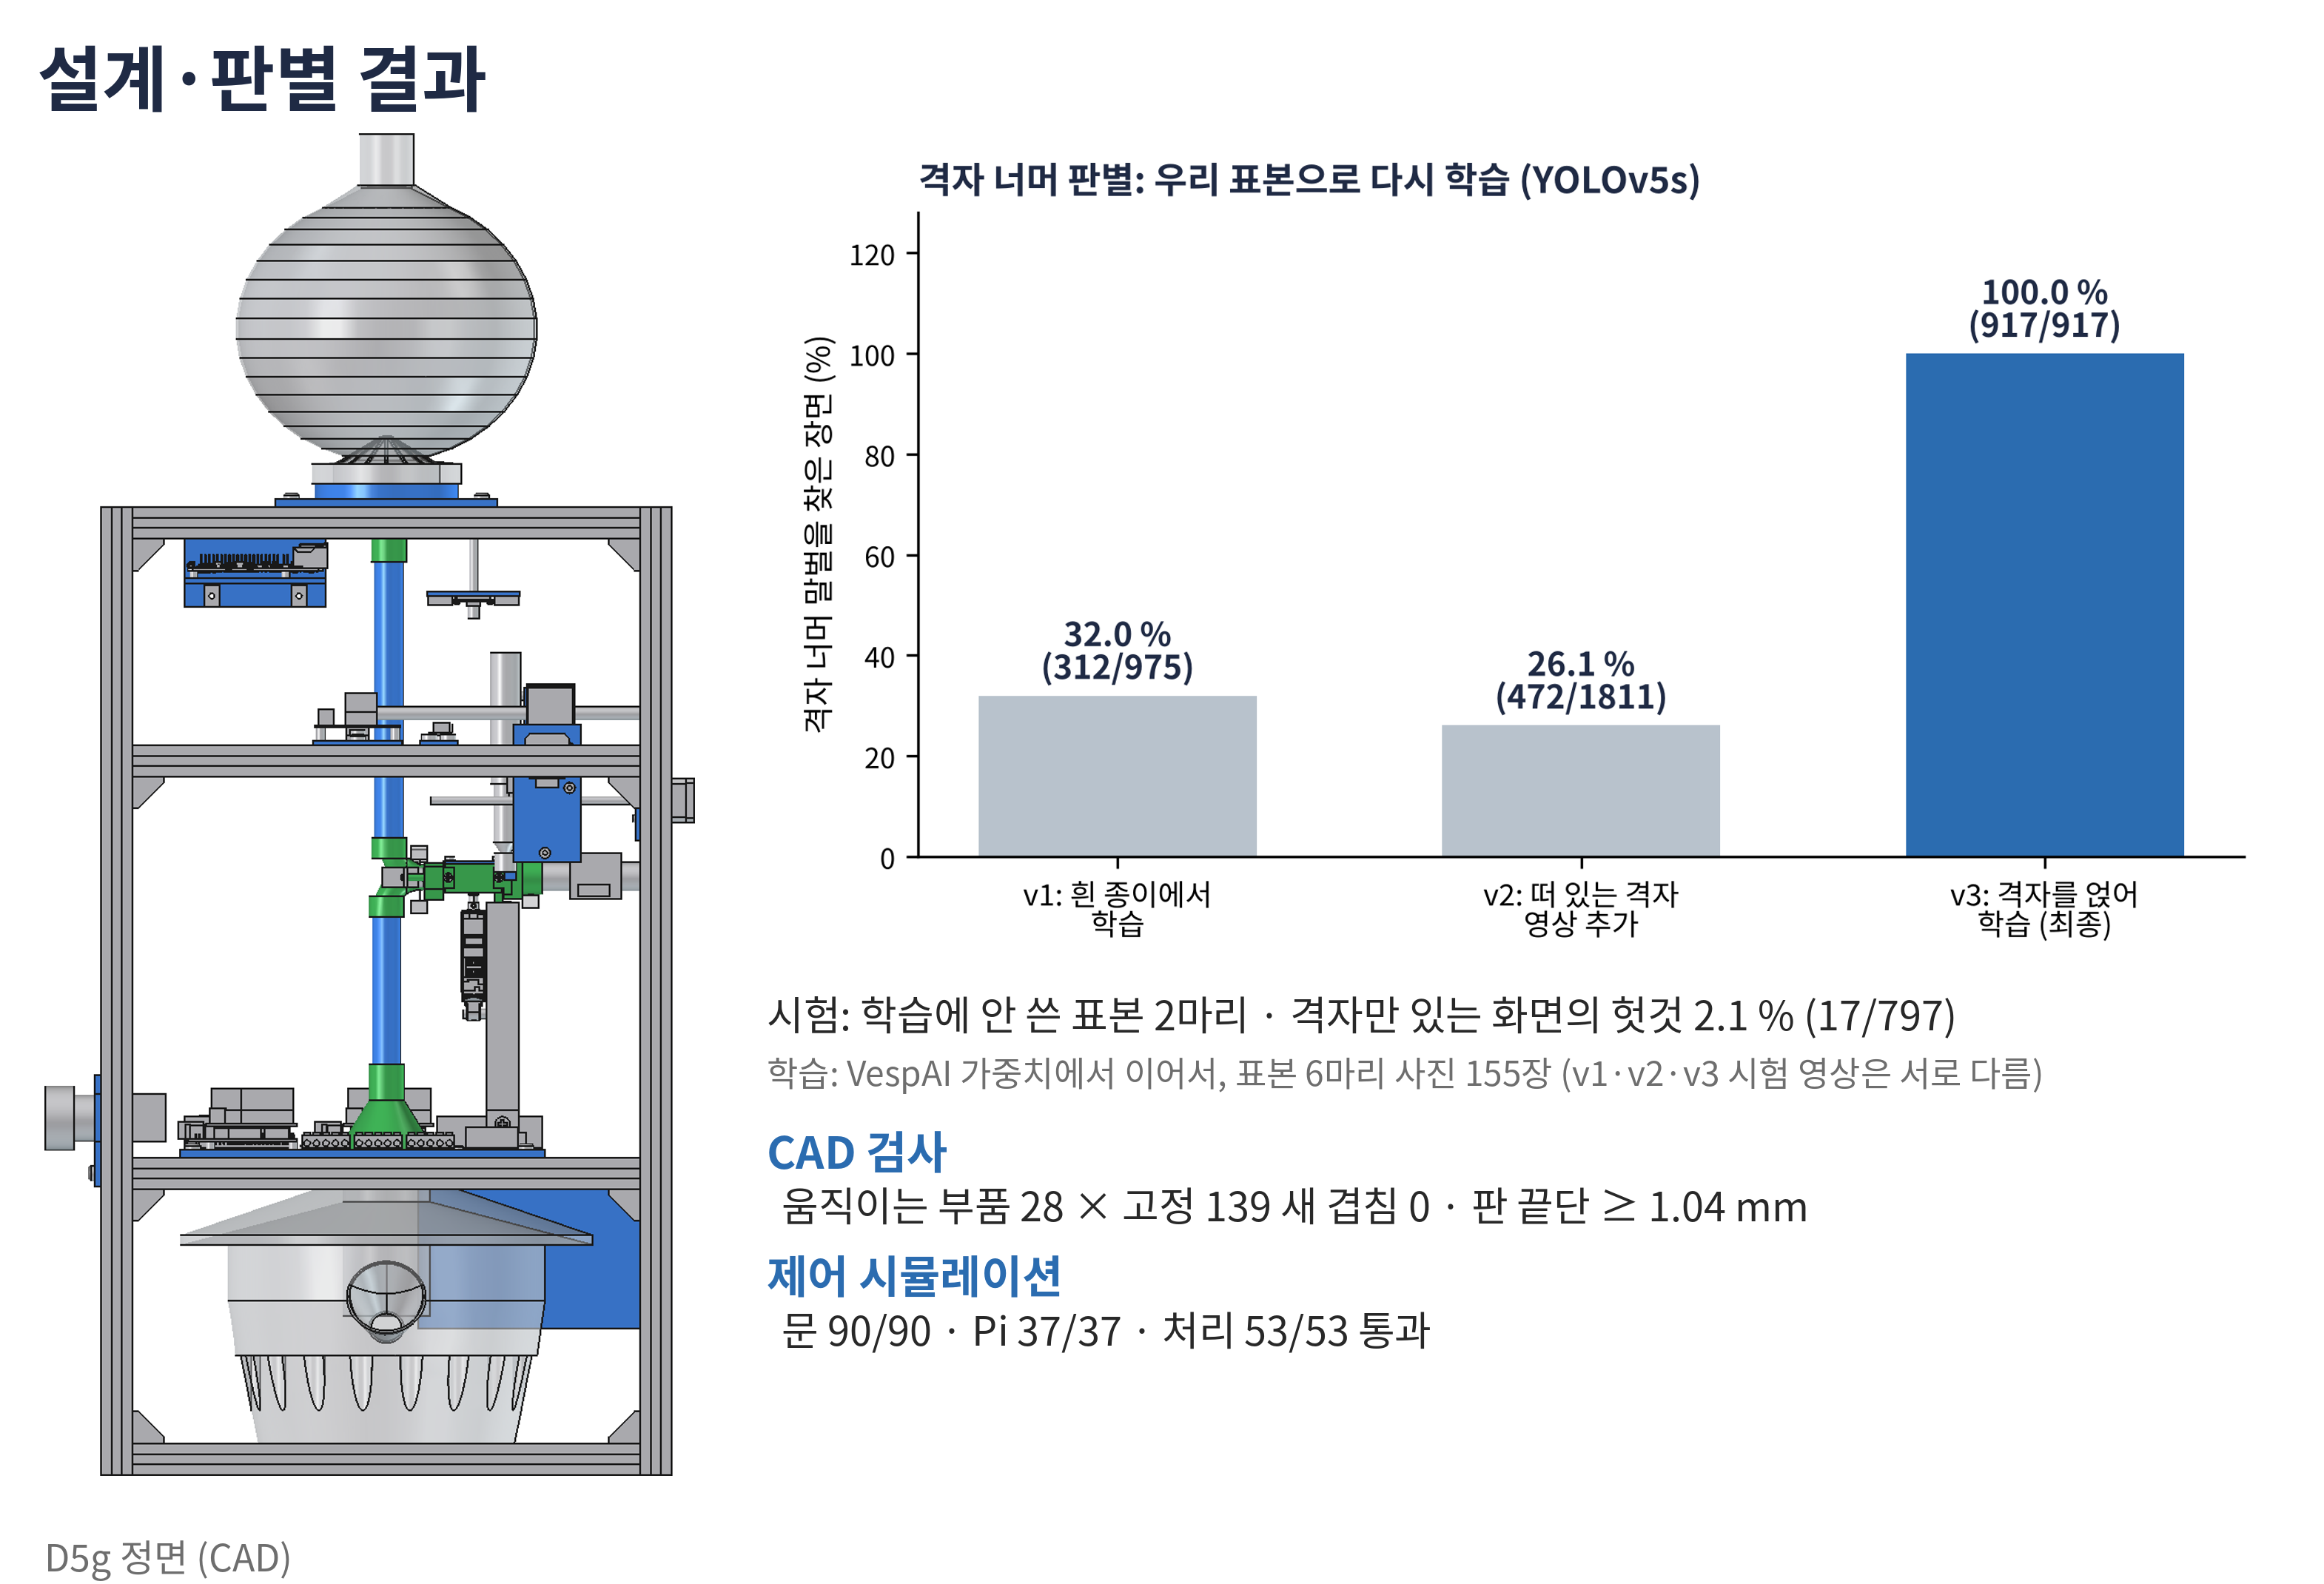 설계·판별 결과
격자 너머 판별: 우리 표본으로 다시 학습 (YOLOv5s)
격자 너머 말벌을 찾은 장면 (%)
120
100
80
60
40
20
0
32.0 %
(312/975)
26.1 %
(472/1811)
100.0 %
(917/917)
v1: 흰 종이에서
학습
v2: 떠 있는 격자
영상 추가
v3: 격자를 얹어
학습 (최종)
시험: 학습에 안 쓴 표본 2마리 · 격자만 있는 화면의 헛것 2.1 % (17/797)
학습: VespAI 가중치에서 이어서, 표본 6마리 사진 155장 (v1·v2·v3 시험 영상은 서로 다름)
CAD 검사
움직이는 부품 28 × 고정 139 새 겹침 0 · 판 끝단 ≥ 1.04 mm
제어 시뮬레이션
문 90/90 · Pi 37/37 · 처리 53/53 통과
D5g 정면 (CAD)